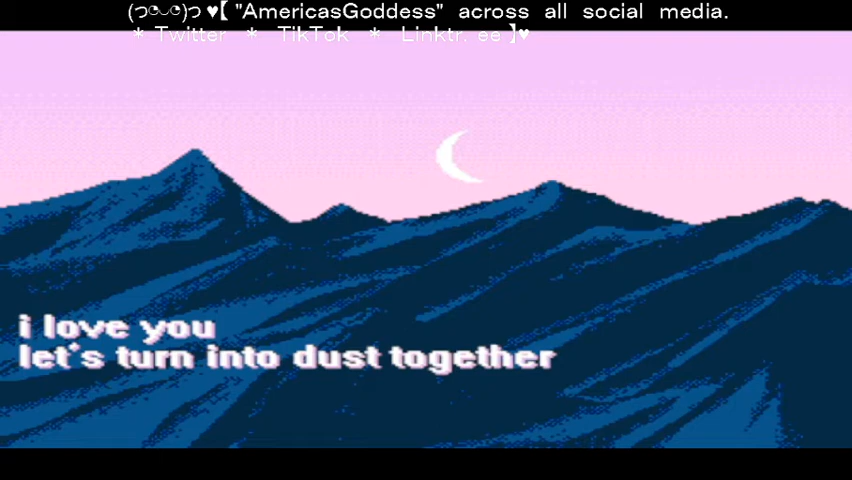 (っ◔◡◔)っ ♥【 "AmericasGoddess" across all social media.
* Twitter * TikTok * Linktr. ee 】♥
i love you
let's turn into dust together